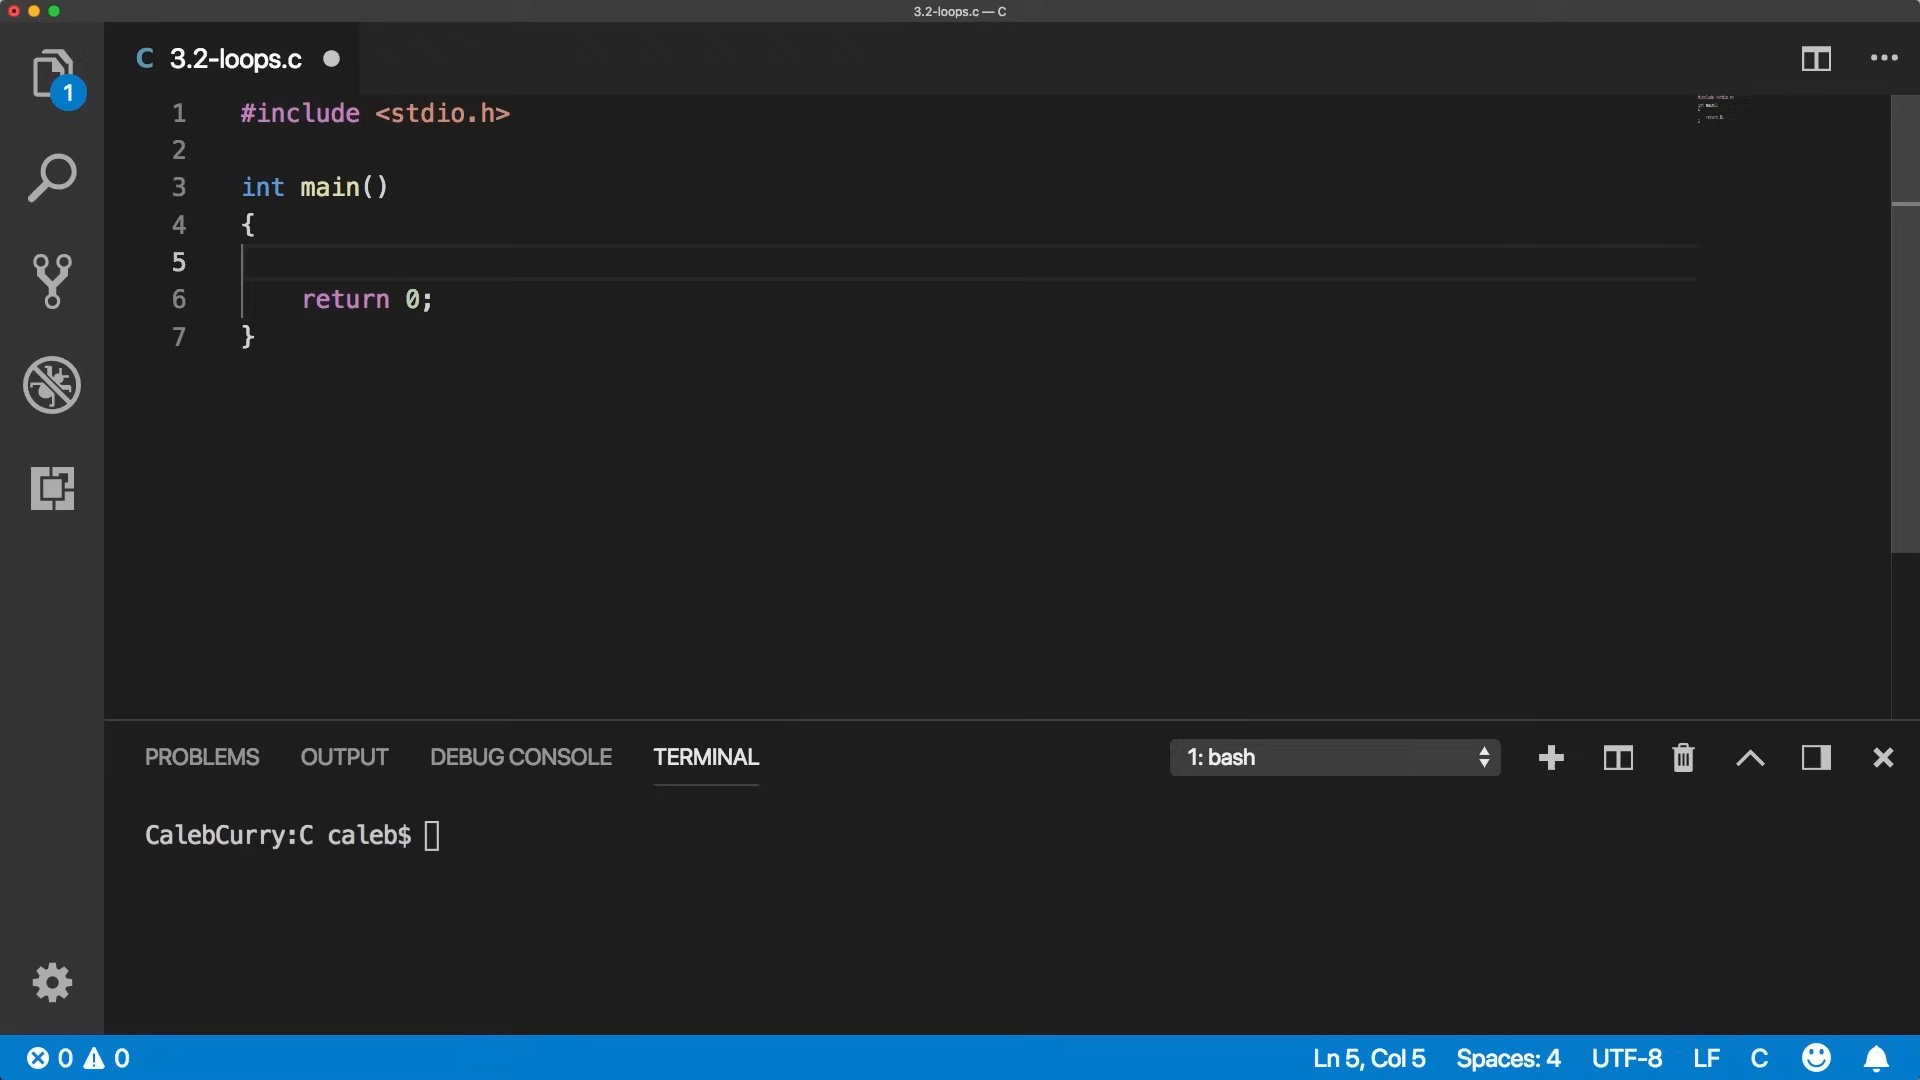 3.2-loops.c — C
C 3.2-loops.c
1
1 #include <stdio.h>
2
3 int main()
4 {
5
6     return 0;
7 }
PROBLEMS OUTPUT DEBUG CONSOLE TERMINAL 1: bash
CalebCurry:C caleb$
0 0 Ln 5, Col 5 Spaces: 4 UTF-8 LF C